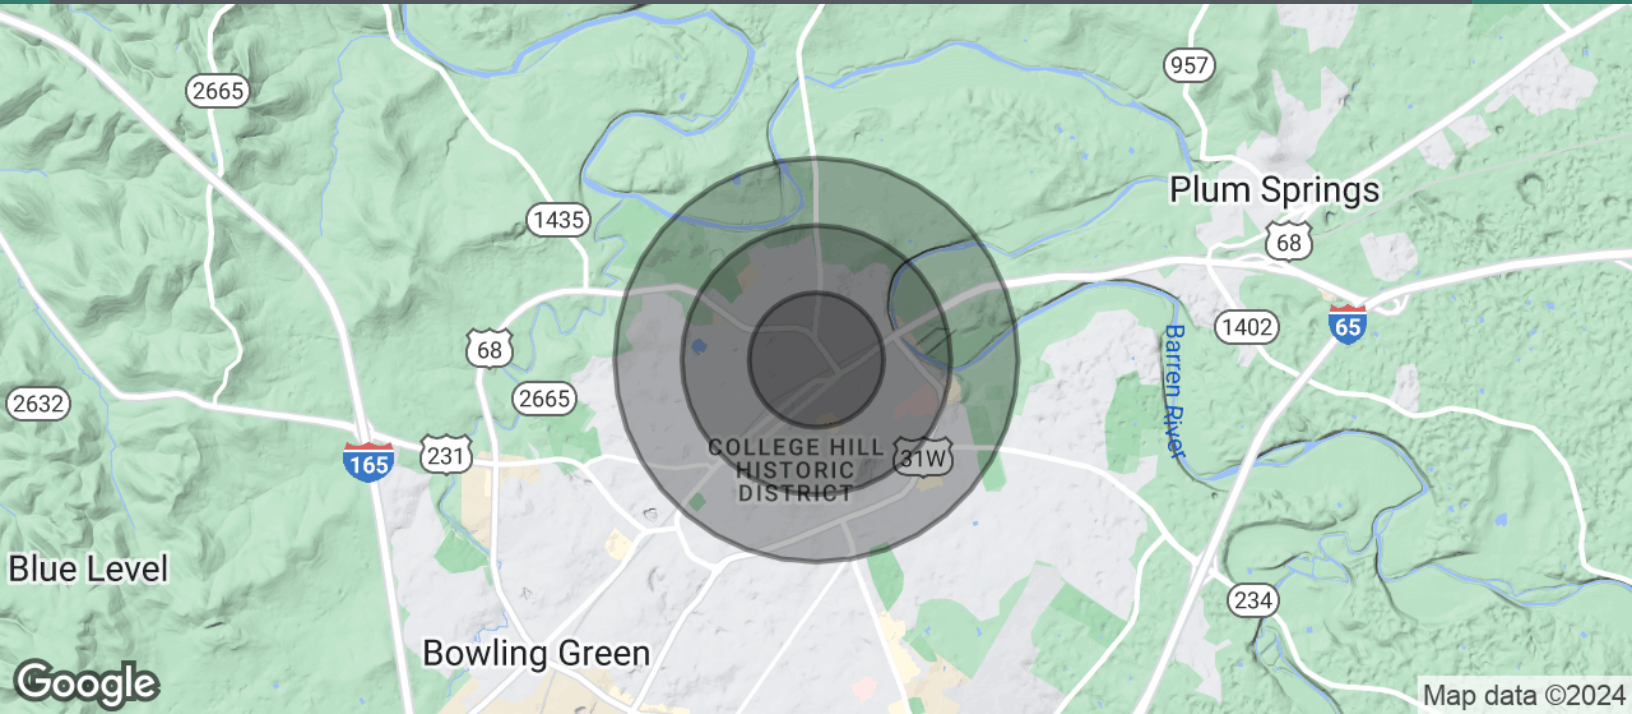 957
2665
Plum Springs
1435
68
65
1402
68
Barren River
2665
2632
COLLEGE HILL
HISTORIC
DISTRICT
31W
231
165
Blue Level
234
Bowling Green
Google
Map data ©2024